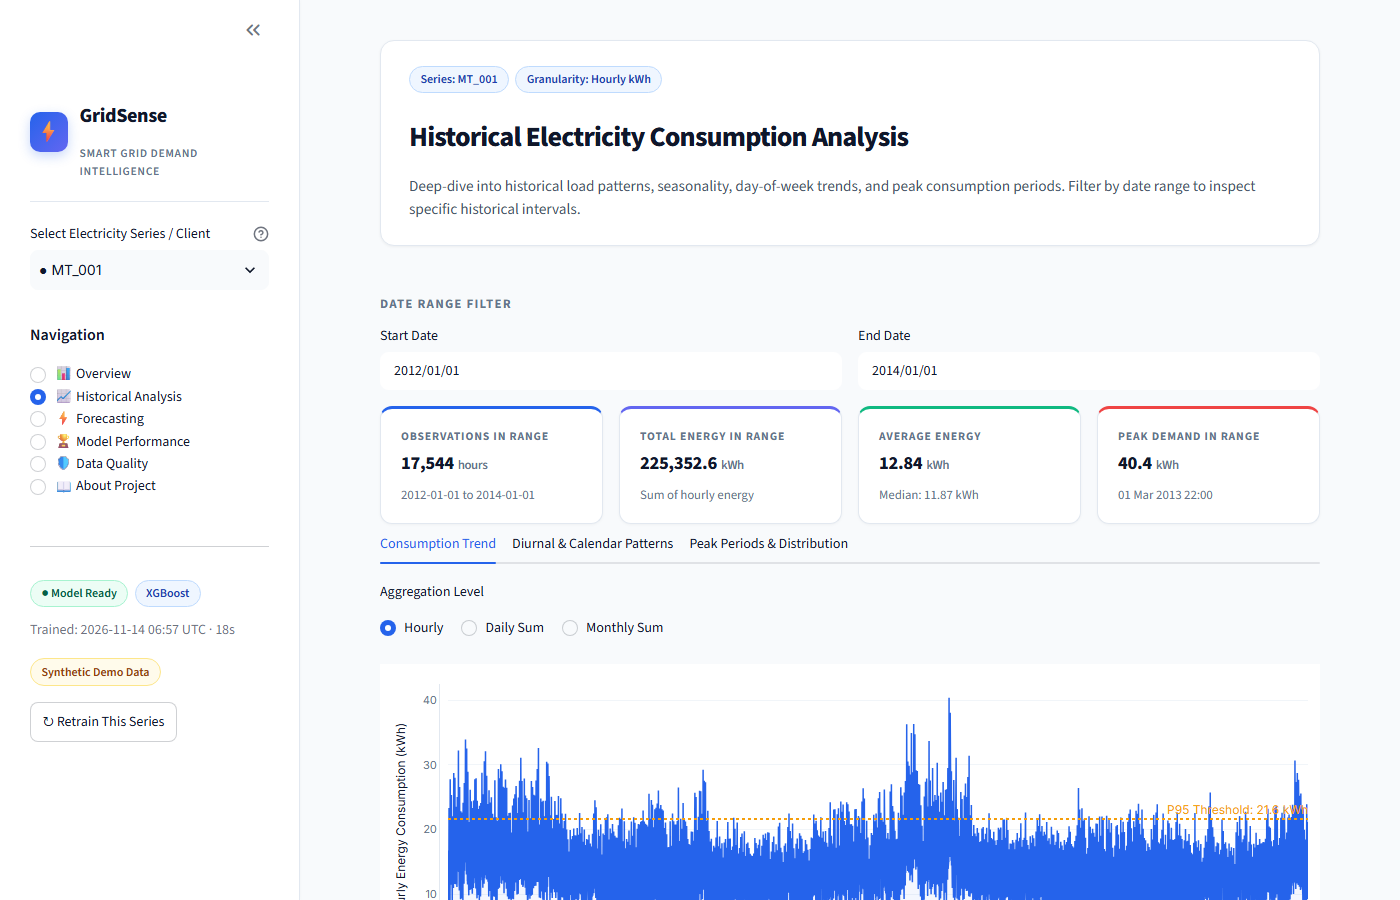 GridSense
SMART GRID DEMAND
INTELLIGENCE
Select Electricity Series / Client
● MT_001
Navigation
Overview
Historical Analysis
Forecasting
Model Performance
Data Quality
About Project
● Model Ready
XGBoost
Trained: 2026-11-14 06:57 UTC · 18s
Synthetic Demo Data
↻ Retrain This Series
Series: MT_001
Granularity: Hourly kWh
Historical Electricity Consumption Analysis
Deep-dive into historical load patterns, seasonality, day-of-week trends, and peak consumption periods. Filter by date range to inspect
specific historical intervals.
DATE RANGE FILTER
Start Date
2012/01/01
End Date
2014/01/01
OBSERVATIONS IN RANGE
17,544 hours
2012-01-01 to 2014-01-01
TOTAL ENERGY IN RANGE
225,352.6 kWh
Sum of hourly energy
AVERAGE ENERGY
12.84 kWh
Median: 11.87 kWh
PEAK DEMAND IN RANGE
40.4 kWh
01 Mar 2013 22:00
Consumption Trend
Diurnal & Calendar Patterns
Peak Periods & Distribution
Aggregation Level
Hourly
Daily Sum
Monthly Sum
urly Energy Consumption (kWh)
40
30
20
10
P95 Threshold: 21.6 kWh